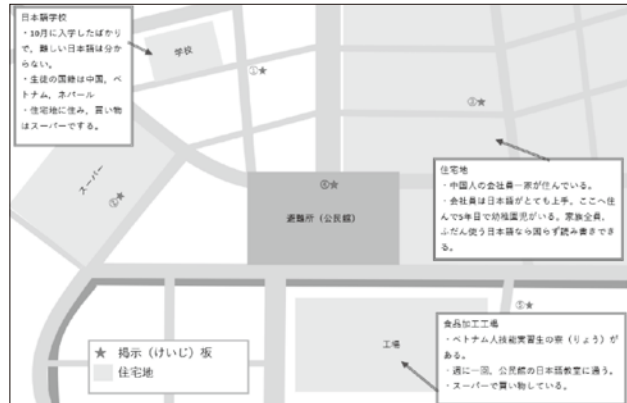 日本語学校
・10月に入学したばかり
で、難しい日本語は分か
らない。
・生徒の国籍は中国，ベ
トナム，ネパール
・住宅地に住み，買い物
はスーパーでする。
学校
①★
③★
スーパー
②★
④★
避難所（公民館）
住宅地
・中国人の会社員一家が住んでいる。
・会社員は日本語がとても上手。ここへ住
んで5年目で幼稚園児がいる。家族全員，
ふだん使う日本語なら困らず読み書きでき
る。
⑤★
工場
食品加工工場
・ベトナム人技能実習生の寮（りょう）が
ある。
・週に一回，公民館の日本語教室に通う。
・スーパーで買い物している。
★ 掲示（けいじ）板
住宅地